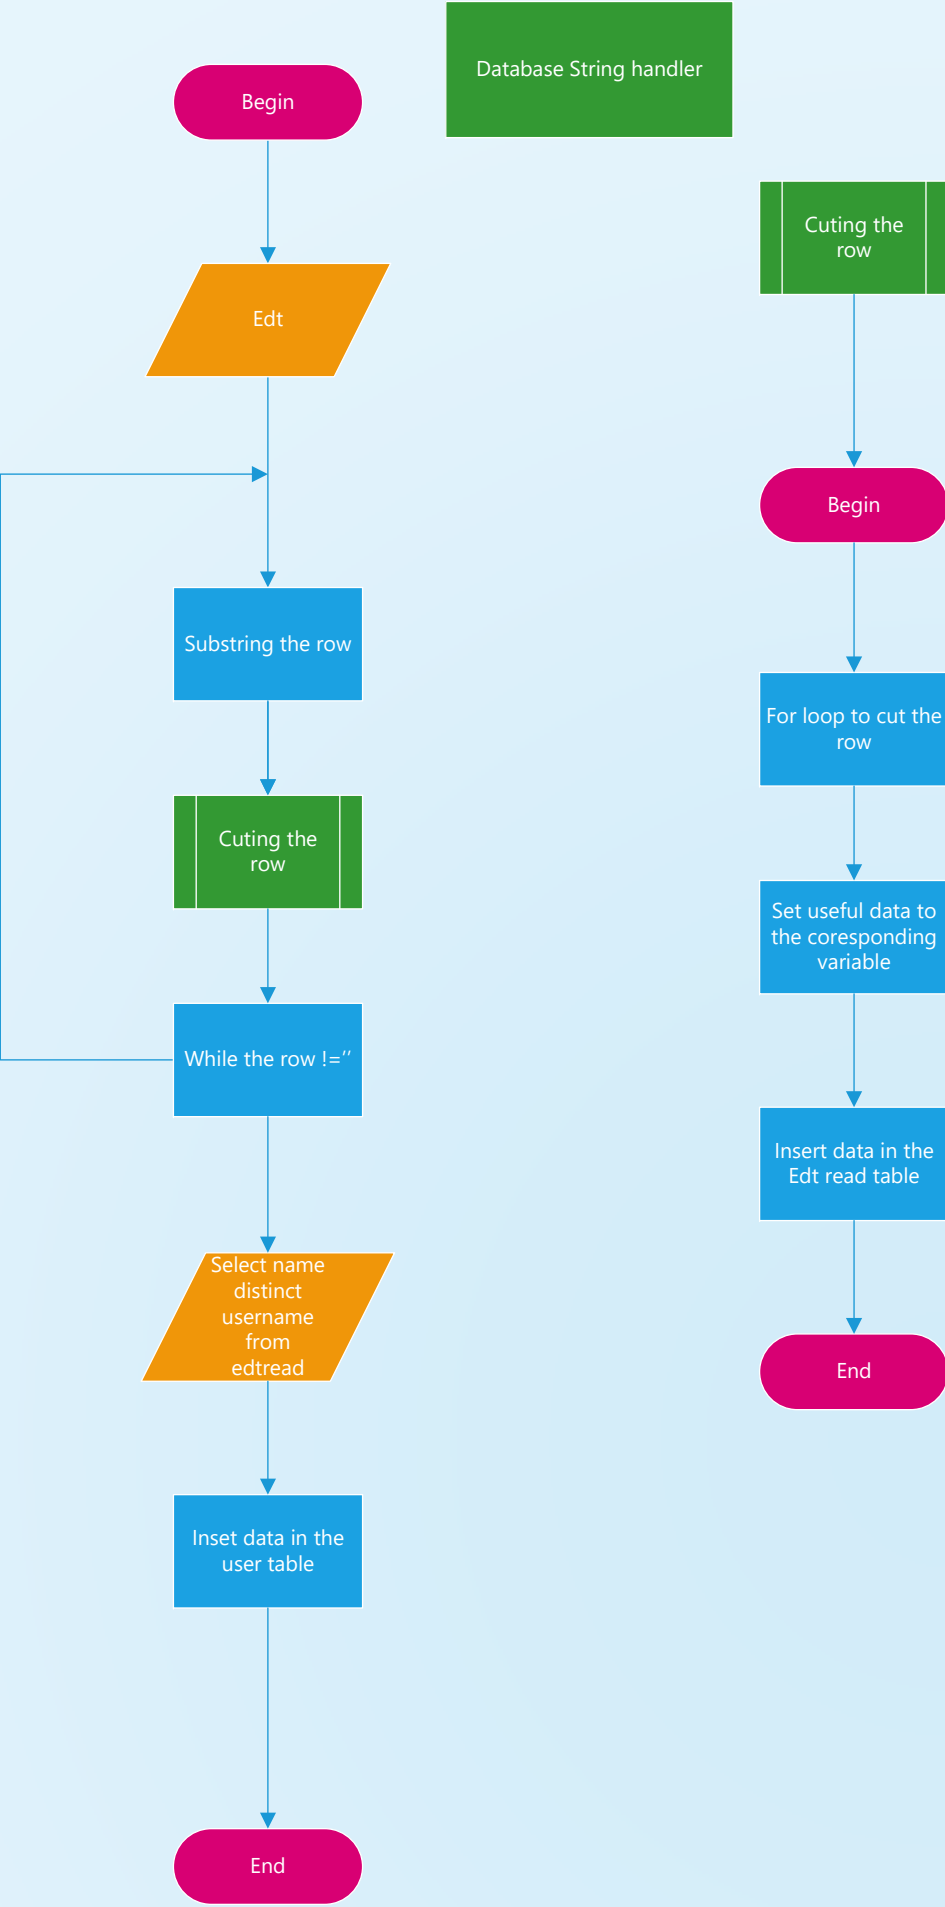 Database String handler
Begin
Edt
Substring the row
Cuting the
row
While the row !=’’
Select name
distinct
username
from
edtread
Inset data in the
user table
End
Cuting the
row
Begin
For loop to cut the
row
Set useful data to
the coresponding
variable
Insert data in the
Edt read table
End